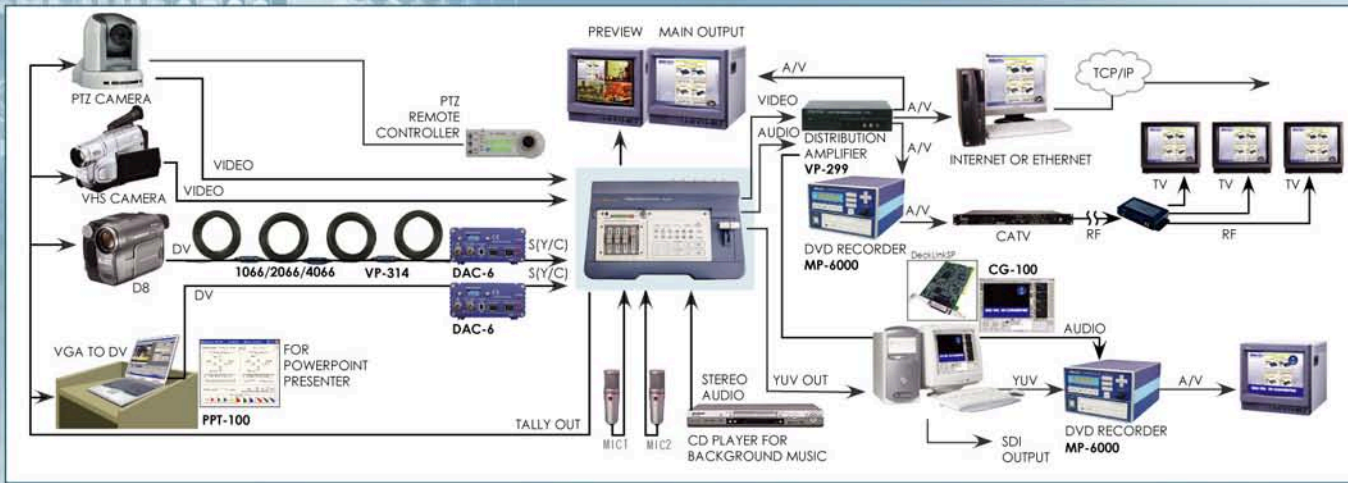 PREVIEW
MAIN OUTPUT
PTZ CAMERA
PTZ
REMOTE
CONTROLLER
VHS CAMERA
VIDEO
VIDEO
D8
DV
1066/2066/4066
VP-314
DAC-6
S(Y/C)
S(Y/C)
DV
DAC-6
VGA TO DV
FOR
POWERPOINT
PRESENTER
PPT-100
TALLY OUT
MIC1
MIC2
STEREO
AUDIO
CD PLAYER FOR
BACKGROUND MUSIC
A/V
VIDEO
AUDIO
DISTRIBUTION
AMPLIFIER
VP-299
A/V
A/V
INTERNET OR ETHERNET
TCP/IP
DVD RECORDER
MP-6000
A/V
CATV
RF
RF
TV
TV
TV
DeckLinkSP
CG-100
YUV OUT
AUDIO
YUV
SDI
OUTPUT
DVD RECORDER
MP-6000
A/V